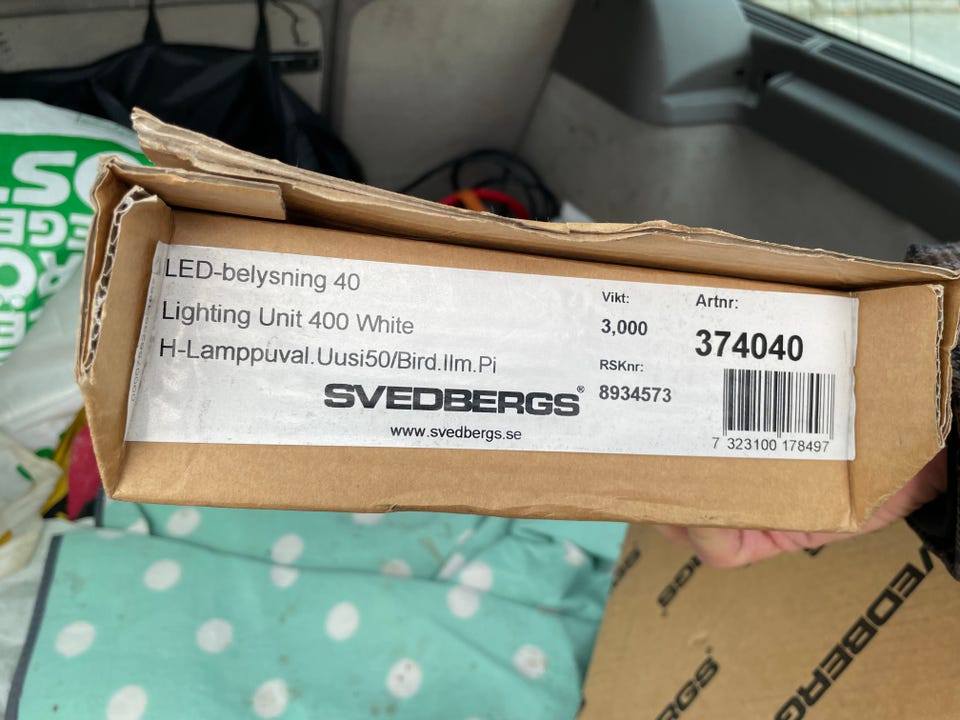 LED-belysning 40
Lighting Unit 400 White
H-Lamppuval.Uusi50/Bird.Ilm.Pi
SVEDBERGS®
www.svedbergs.se
Vikt:
3,000
RSKnr:
8934573
Artnr:
374040
7 323100 178497
SVEDBERGS